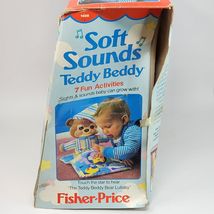 Soft
Sounds
Teddy Beddy
7 Fun Activities
Sights & sounds baby can grow with!
Touch the star to hear
"The Teddy Beddy Bear Lullaby"
Fisher-Price